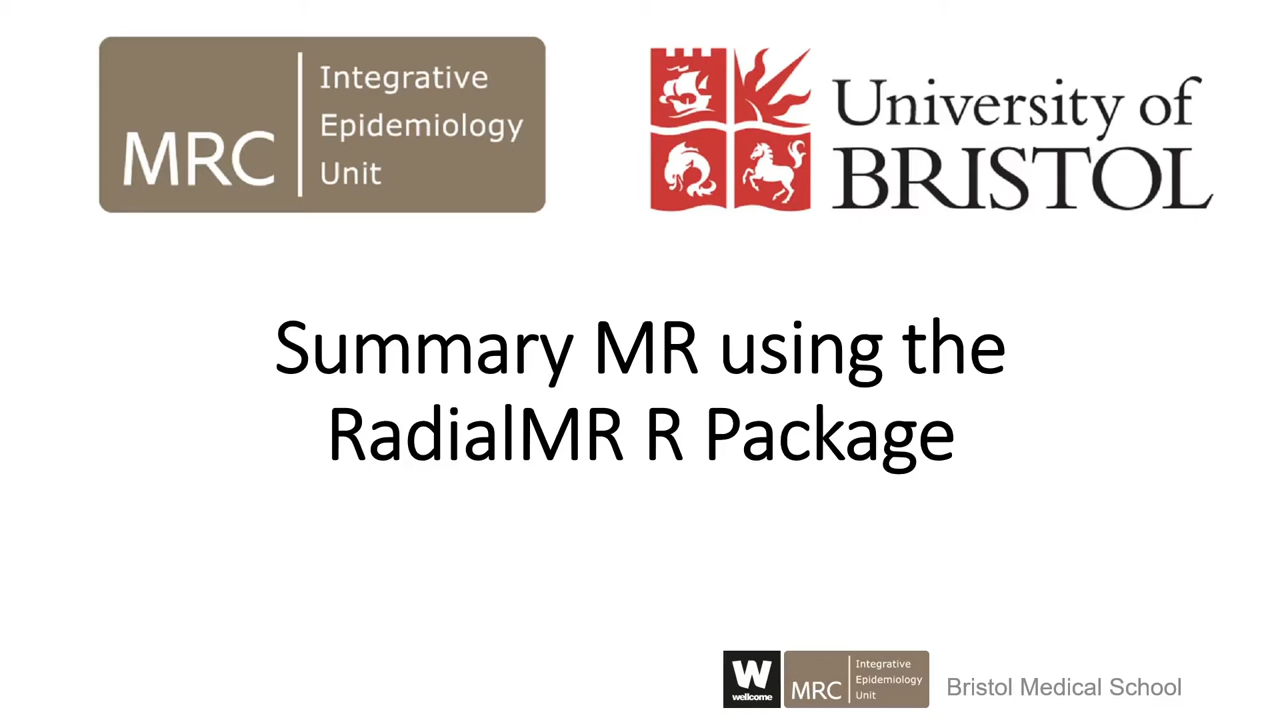 MRC
Integrative
Epidemiology
Unit
University of
BRISTOL
Summary MR using the
RadialMR R Package
W
wellcome
MRC
Integrative
Epidemiology
Unit
Bristol Medical School